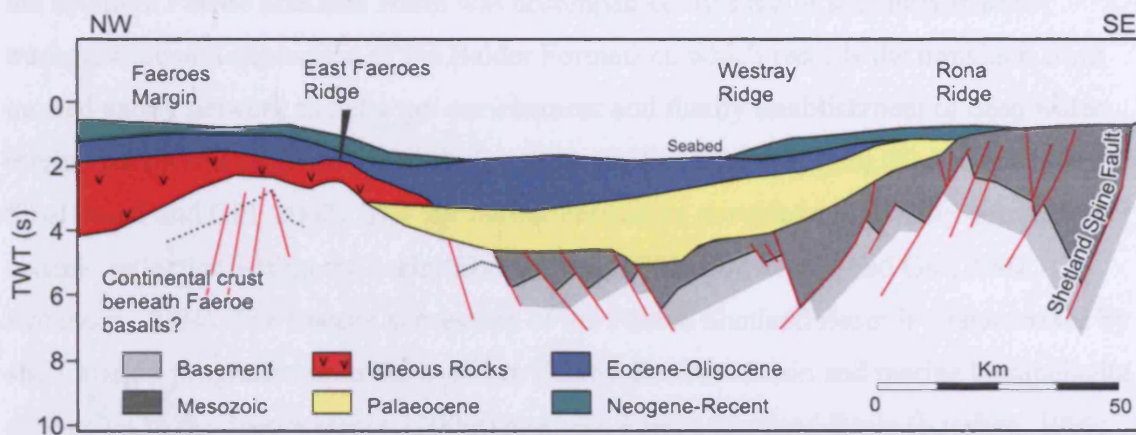 NW SE
Faeroes
Margin
East Faeroes
Ridge
Westray
Ridge
Rona
Ridge
Seabed
Shetland Spine Fault
TWT (s)
0
2
4
6
8
10
Continental crust
beneath Faeroe
basalts?
Basement
Igneous Rocks
Eocene-Oligocene
Mesozoic
Palaeocene
Neogene-Recent
Km
0 50